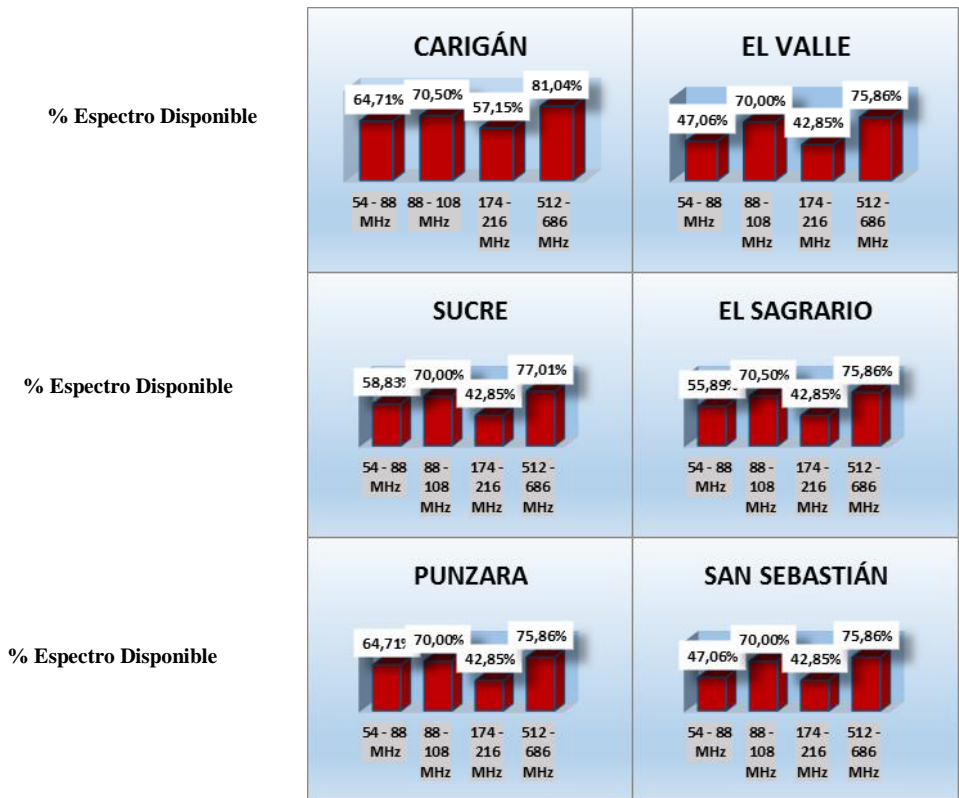 % Espectro Disponible
CARIGÁN
64,71% 70,50% 57,15% 81,04%
54 - 88 MHz 88 - 108 MHz 174 - 216 MHz 512 - 686 MHz
EL VALLE
47,06% 70,00% 42,85% 75,86%
54 - 88 MHz 88 - 108 MHz 174 - 216 MHz 512 - 686 MHz
% Espectro Disponible
SUCRE
58,83% 70,00% 42,85% 77,01%
54 - 88 MHz 88 - 108 MHz 174 - 216 MHz 512 - 686 MHz
EL SAGRARIO
55,89% 70,50% 42,85% 75,86%
54 - 88 MHz 88 - 108 MHz 174 - 216 MHz 512 - 686 MHz
% Espectro Disponible
PUNZARA
64,71% 70,00% 42,85% 75,86%
54 - 88 MHz 88 - 108 MHz 174 - 216 MHz 512 - 686 MHz
SAN SEBASTIÁN
47,06% 70,00% 42,85% 75,86%
54 - 88 MHz 88 - 108 MHz 174 - 216 MHz 512 - 686 MHz